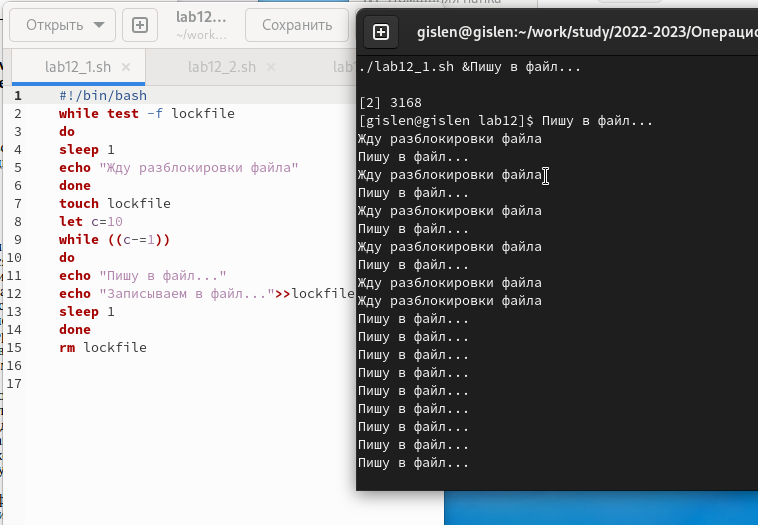 Открыть
lab12_...
~/work...
Сохранить
lab12_1.sh ×
lab12_2.sh ×
1 #!/bin/bash
2 while test -f lockfile
3 do
4 sleep 1
5 echo "Жду разблокировки файла"
6 done
7 touch lockfile
8 let c=10
9 while ((c-=1))
10 do
11 echo "Пишу в файл..."
12 echo "Записываем в файл...">>lockfile
13 sleep 1
14 done
15 rm lockfile
16
17
gislen@gislen:~/work/study/2022-2023/Операцио
./lab12_1.sh &Пишу в файл...
[2] 3168
[gislen@gislen lab12]$ Пишу в файл...
Жду разблокировки файла
Пишу в файл...
Жду разблокировки файла
Пишу в файл...
Жду разблокировки файла
Пишу в файл...
Жду разблокировки файла
Пишу в файл...
Жду разблокировки файла
Жду разблокировки файла
Пишу в файл...
Пишу в файл...
Пишу в файл...
Пишу в файл...
Пишу в файл...
Пишу в файл...
Пишу в файл...
Пишу в файл...
Пишу в файл...